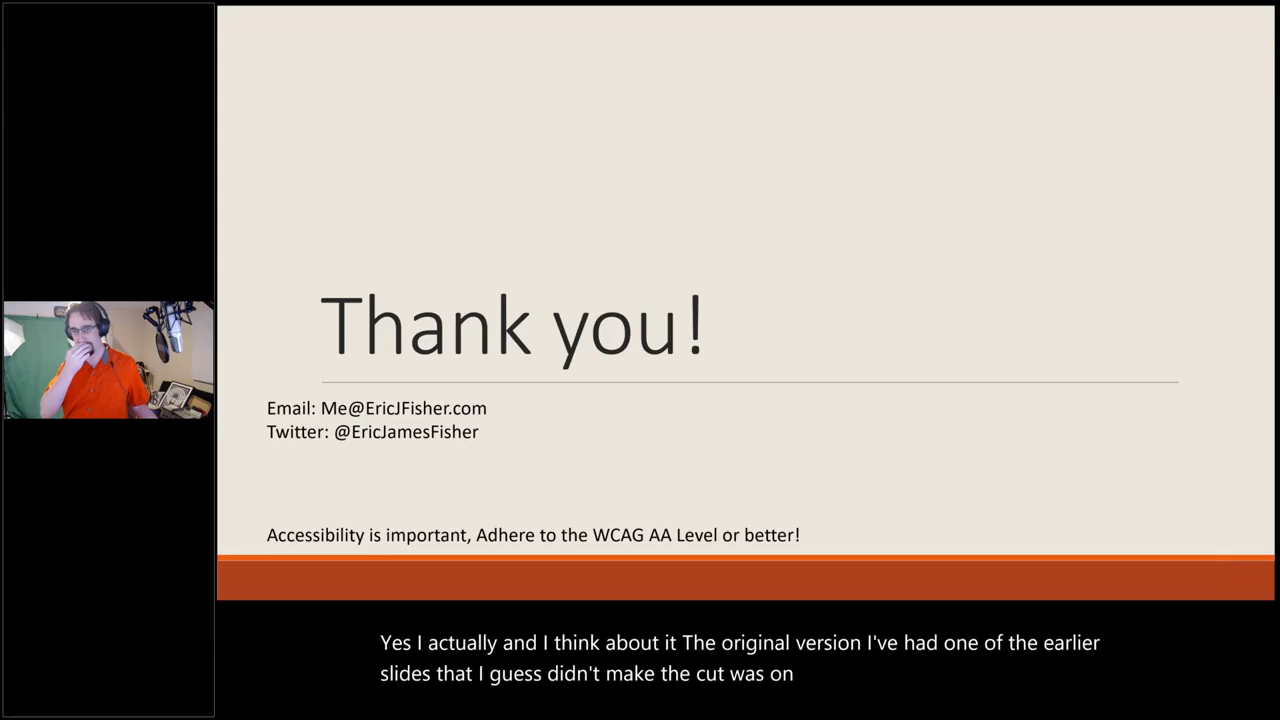 Thank you!
Email: Me@EricJFisher.com
Twitter: @EricJamesFisher
Accessibility is important, Adhere to the WCAG AA Level or better!
Yes I actually and I think about it The original version I've had one of the earlier
slides that I guess didn't make the cut was on